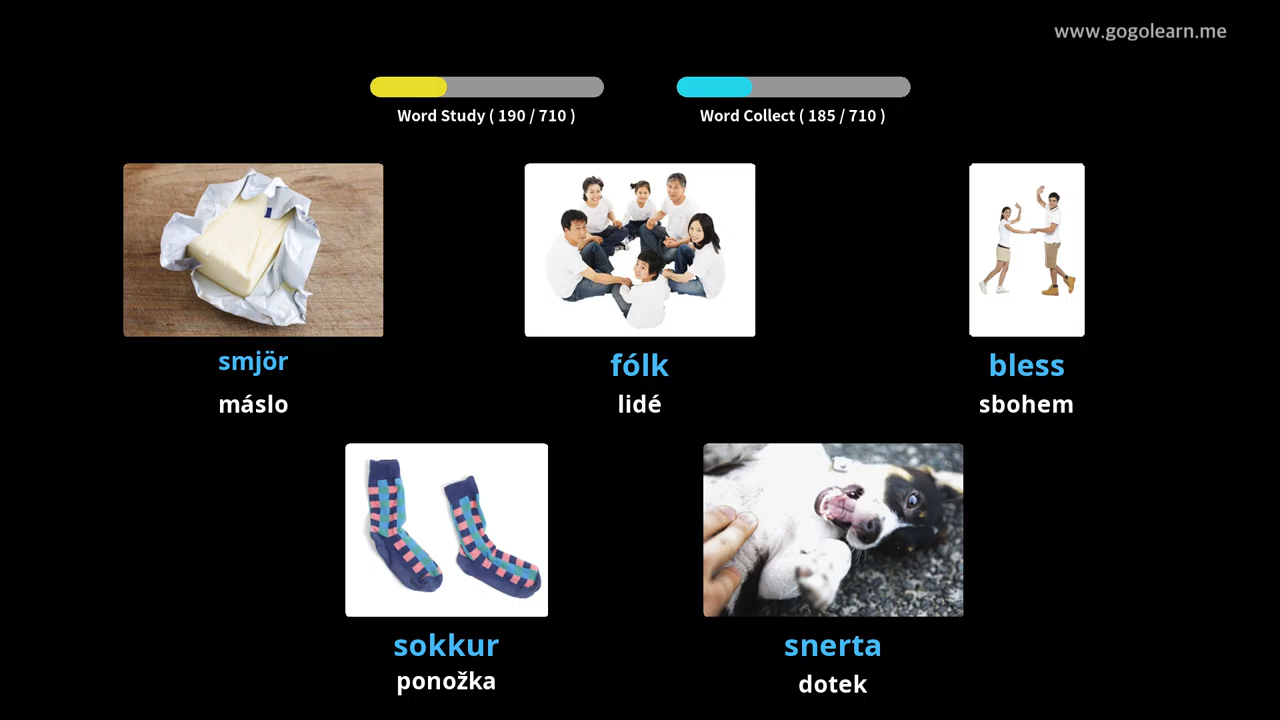 www.gogolearn.me
Word Study ( 190 / 710 )
Word Collect ( 185 / 710 )
smjör
máslo
fólk
lidé
bless
sbohem
sokkur
ponožka
snerta
dotek